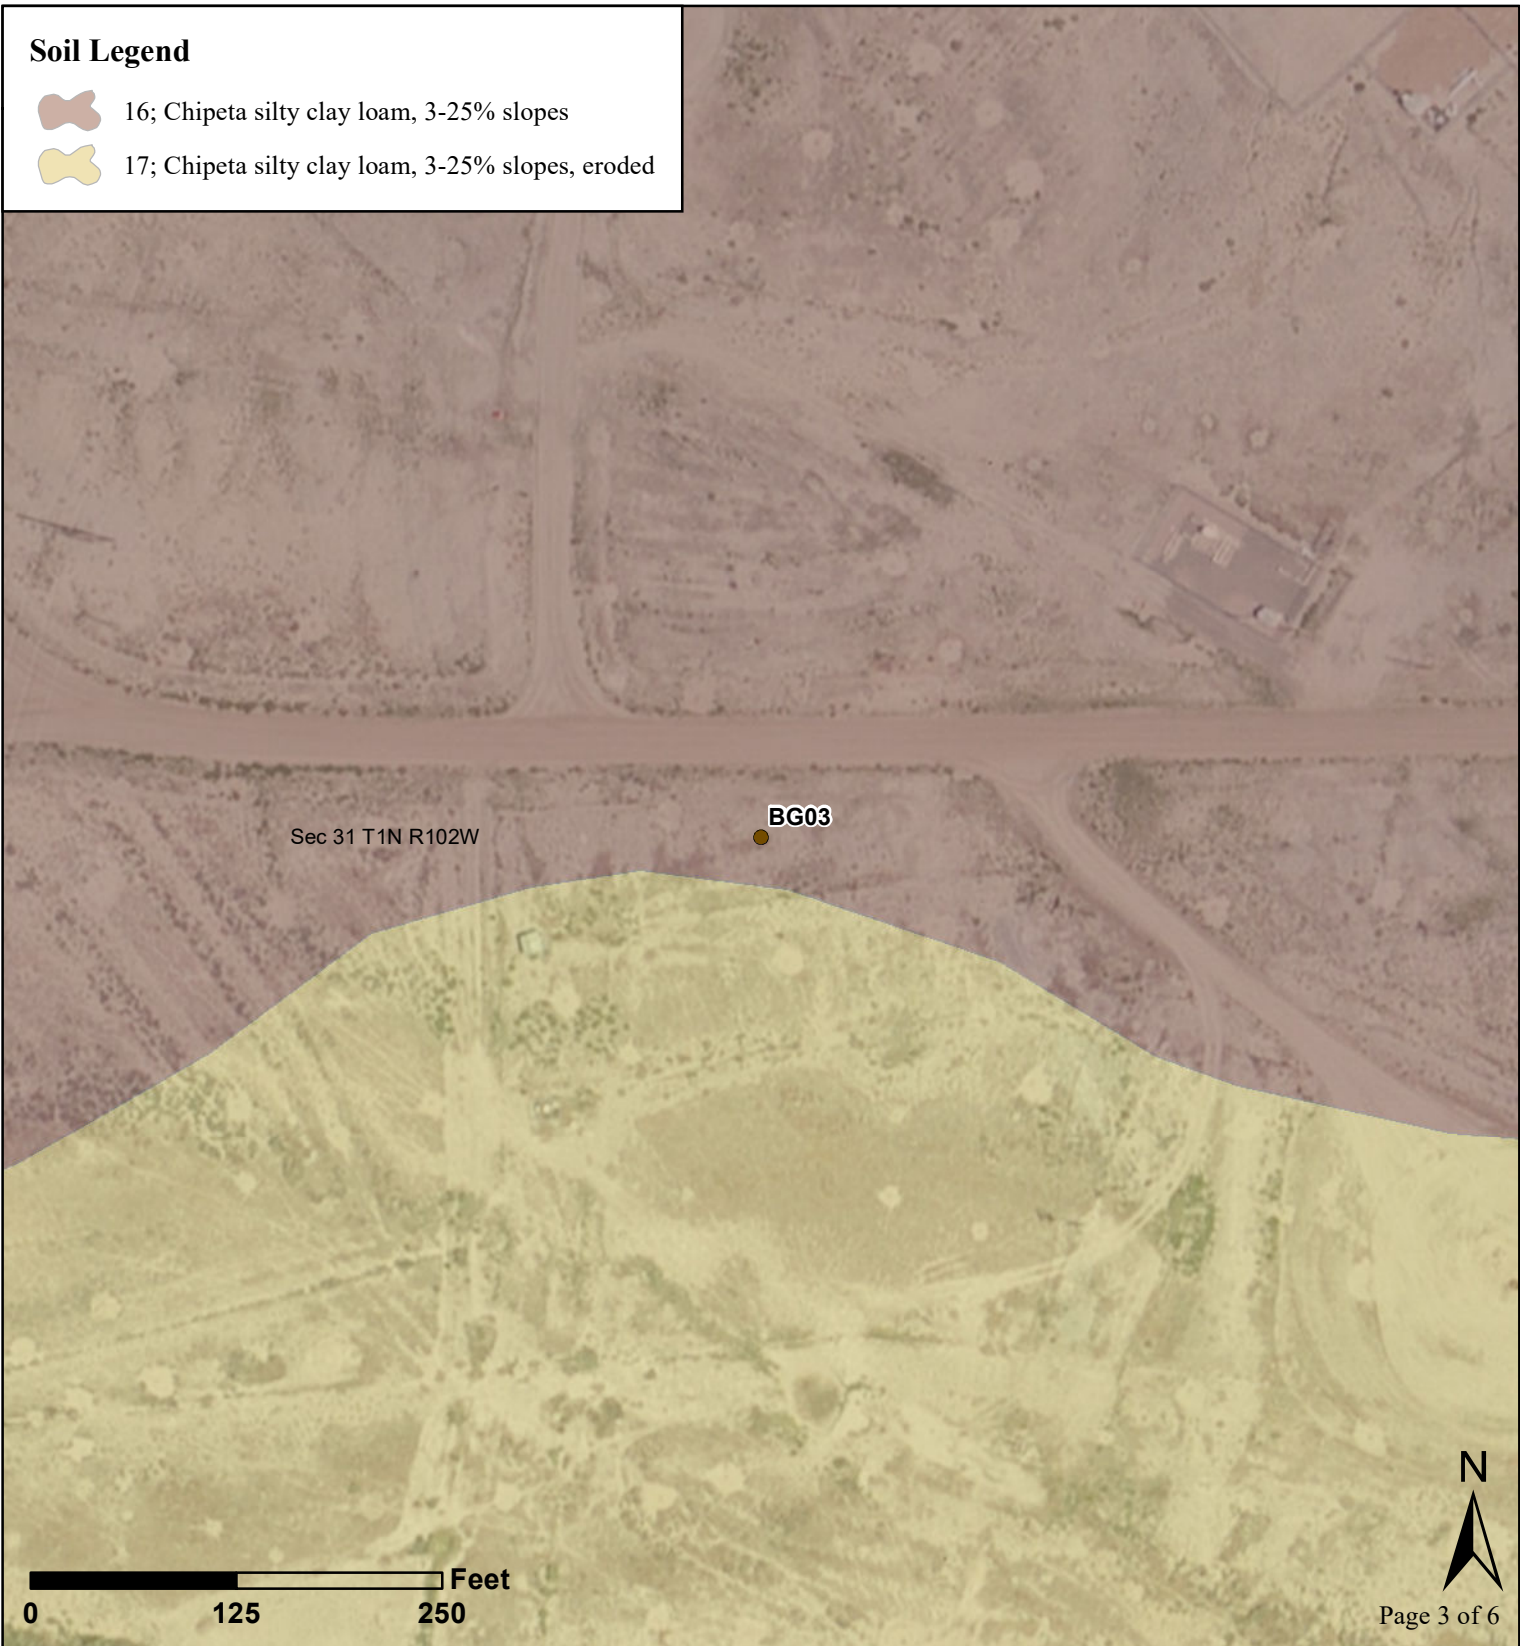 Soil Legend
16; Chipeta silty clay loam, 3-25% slopes
17; Chipeta silty clay loam, 3-25% slopes, eroded
BG03
Sec 31 T1N R102W
N
Feet
0 125 250
Page 3 of 6